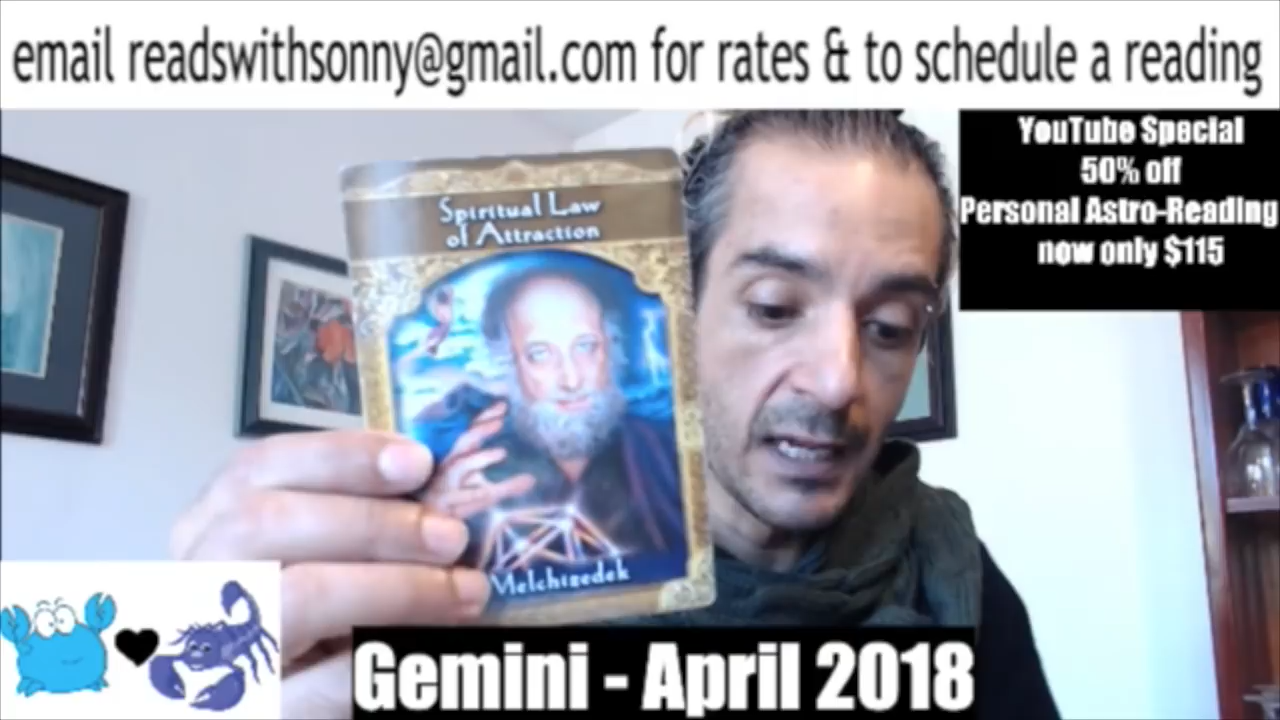 email readswithsonny@gmail.com for rates & to schedule a reading
YouTube Special
50% off
Personal Astro-Reading
now only $115
Spiritual Law
of Attraction
Melchizedek
Gemini - April 2018